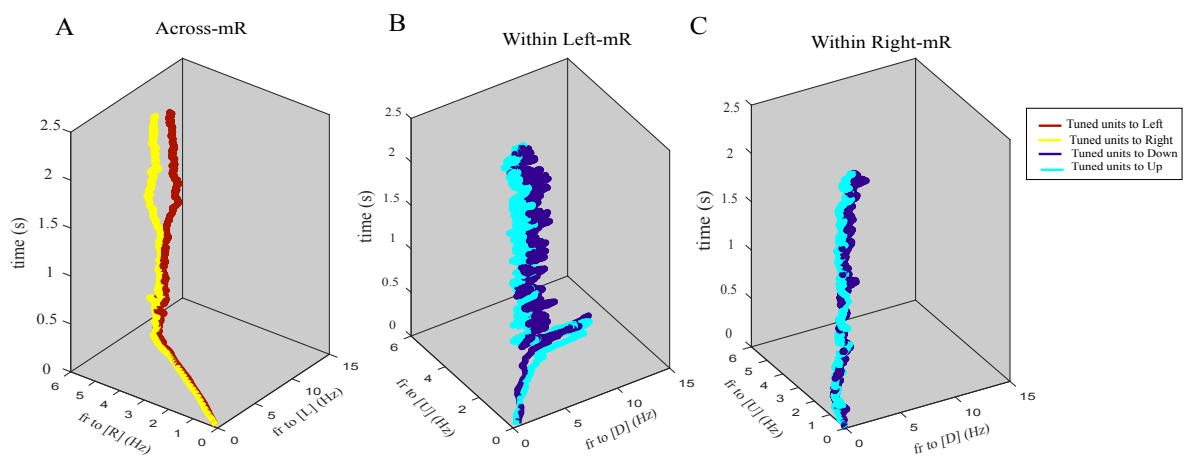 A
Across-mR
2.5
2
1.5
1
0.5
0
time (s)
6
5
4
3
2
1
0
fr to [R] (Hz)
0
5
10
15
fr to [L] (Hz)
B
Within Left-mR
2.5
2
1.5
1
0.5
0
time (s)
6
4
2
0
fr to [U] (Hz)
0
5
10
15
fr to [D] (Hz)
C
Within Right-mR
2.5
2
1.5
1
0.5
0
time (s)
6
5
4
3
2
1
0
fr to [U] (Hz)
0
5
10
15
fr to [D] (Hz)
Tuned units to Left
Tuned units to Right
Tuned units to Down
Tuned units to Up